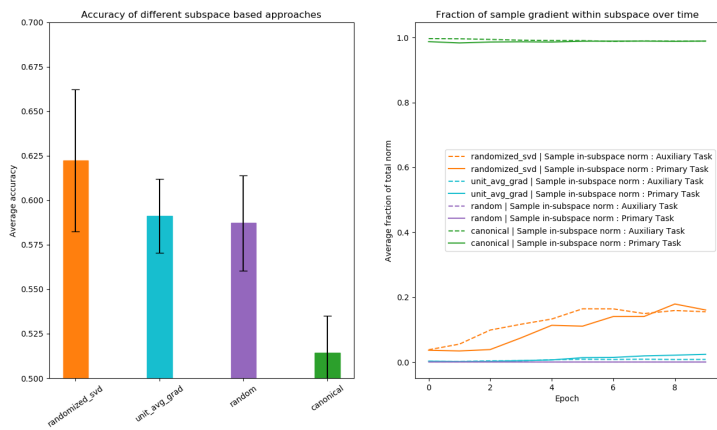 Accuracy of different subspace based approaches
0.700
0.675
0.650
0.625
0.600
0.575
0.550
0.525
0.500
Average accuracy
randomized_svd
unit_avg_grad
random
canonical
Fraction of sample gradient within subspace over time
1.0
0.8
0.6
0.4
0.2
0.0
Average fraction of total norm
randomized_svd | Sample in-subspace norm : Auxiliary Task
randomized_svd | Sample in-subspace norm : Primary Task
unit_avg_grad | Sample in-subspace norm : Auxiliary Task
unit_avg_grad | Sample in-subspace norm : Primary Task
random | Sample in-subspace norm : Auxiliary Task
random | Sample in-subspace norm : Primary Task
canonical | Sample in-subspace norm : Auxiliary Task
canonical | Sample in-subspace norm : Primary Task
0 2 4 6 8
Epoch